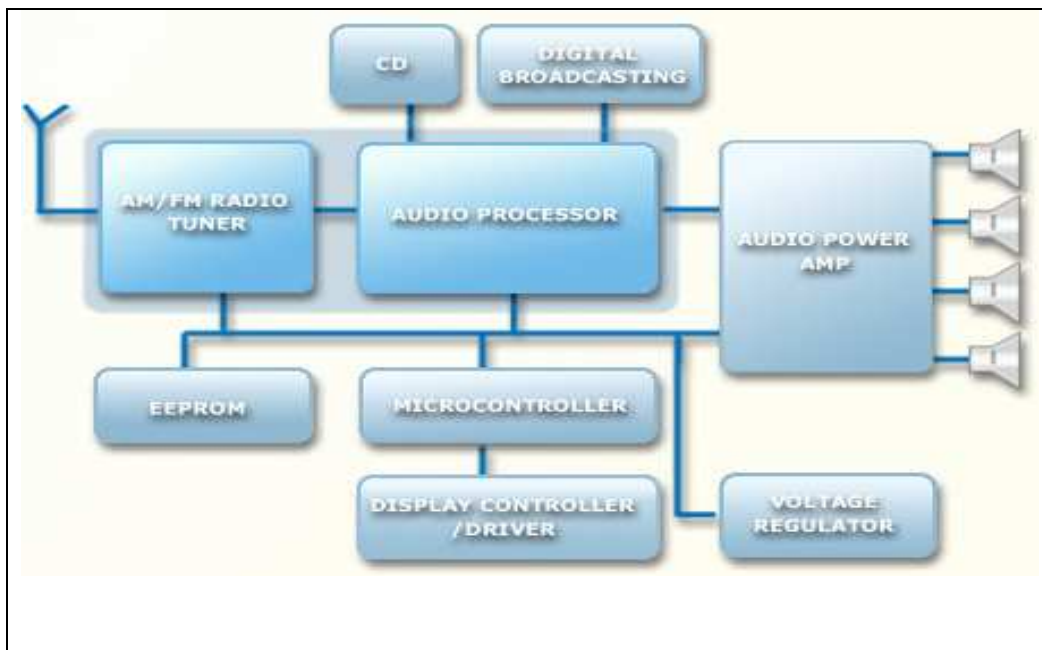 CD
DIGITAL
BROADCASTING
AM/FM RADIO
TUNER
AUDIO PROCESSOR
AUDIO POWER
AMP
EEPROM
MICROCONTROLLER
DISPLAY CONTROLLER
/DRIVER
VOLTAGE
REGULATOR